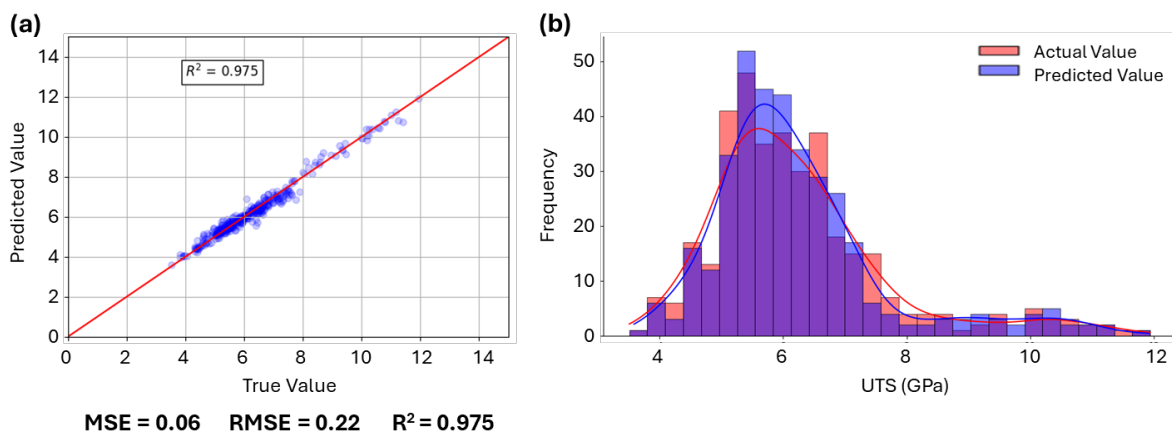 (a)
14
12
10
8
6
4
2
0
Predicted Value
R² = 0.975
0 2 4 6 8 10 12 14
True Value
MSE = 0.06 RMSE = 0.22 R² = 0.975
(b)
50
40
30
20
10
0
Frequency
Actual Value
Predicted Value
4 6 8 10 12
UTS (GPa)